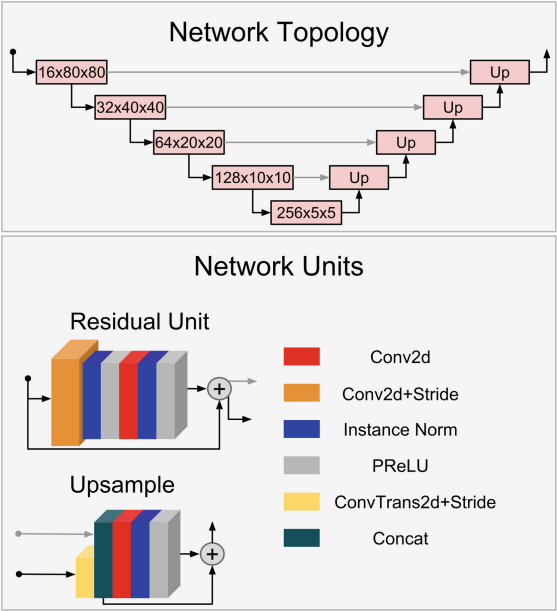 Network Topology
16x80x80
Up
32x40x40
Up
64x20x20
Up
128x10x10
Up
256x5x5
Network Units
Residual Unit
Conv2d
Conv2d+Stride
Instance Norm
PReLU
Upsample
ConvTrans2d+Stride
Concat